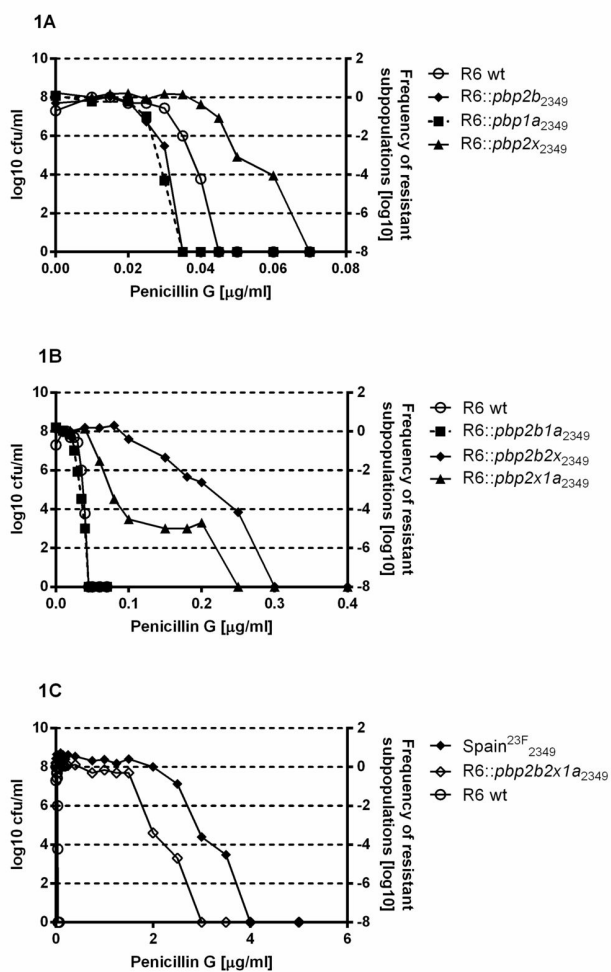 1A
10
8
6
4
2
0
log10 cfu/ml
2
0
-2
-4
-6
-8
Frequency of resistant
subpopulations [log10]
0.00 0.02 0.04 0.06 0.08
Penicillin G [µg/ml]
R6 wt
R6::pbp2b2349
R6::pbp1a2349
R6::pbp2x2349
1B
10
8
6
4
2
0
log10 cfu/ml
2
0
-2
-4
-6
-8
Frequency of resistant
subpopulations [log10]
0.0 0.1 0.2 0.3 0.4
Penicillin G [µg/ml]
R6 wt
R6::pbp2b1a2349
R6::pbp2b2x2349
R6::pbp2x1a2349
1C
10
8
6
4
2
0
log10 cfu/ml
2
0
-2
-4
-6
-8
Frequency of resistant
subpopulations [log10]
0 2 4 6
Penicillin G [µg/ml]
Spain23F2349
R6::pbp2b2x1a2349
R6 wt